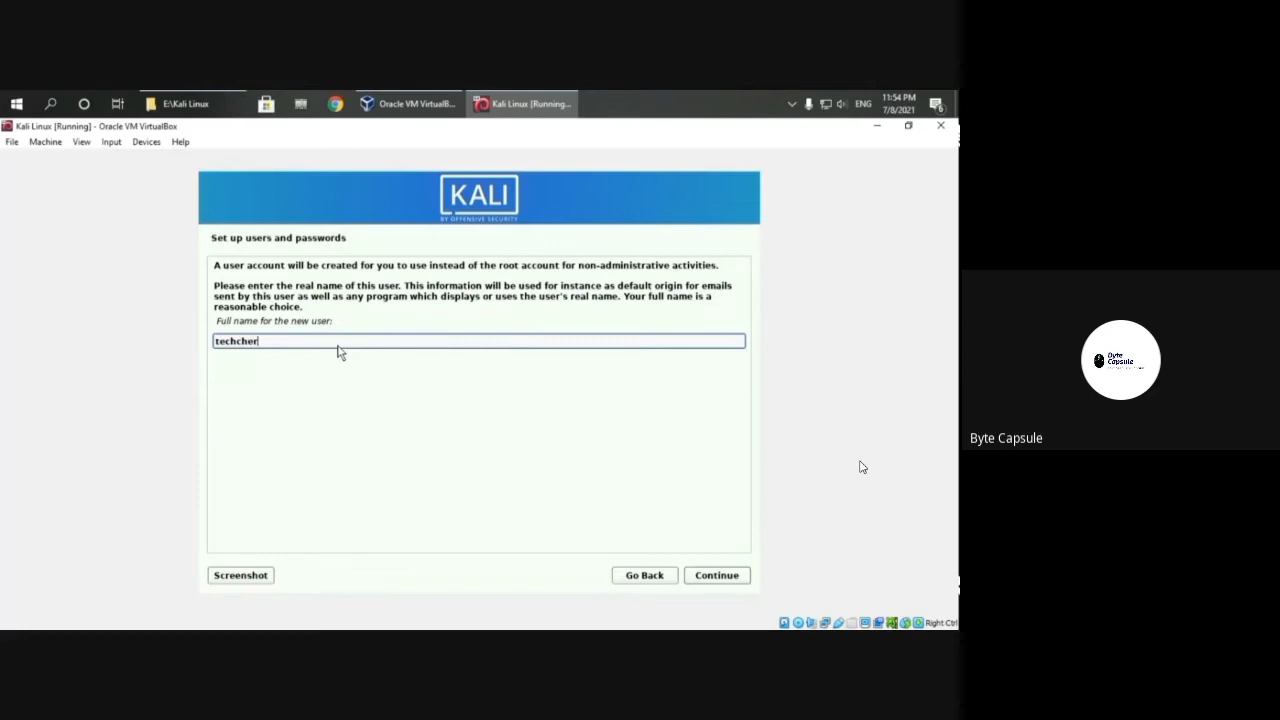 E:\Kali Linux
Oracle VM VirtualB...
Kali Linux [Running...
ENG
11:54 PM
7/8/2021
6
Kali Linux [Running] - Oracle VM VirtualBox
File Machine View Input Devices Help
KALI
BY OFFENSIVE SECURITY
Set up users and passwords
A user account will be created for you to use instead of the root account for non-administrative activities.
Please enter the real name of this user. This information will be used for instance as default origin for emails
sent by this user as well as any program which displays or uses the user's real name. Your full name is a
reasonable choice.
Full name for the new user:
techcher
Screenshot
Go Back
Continue
Right Ctrl
Byte
Capsule
Byte Capsule